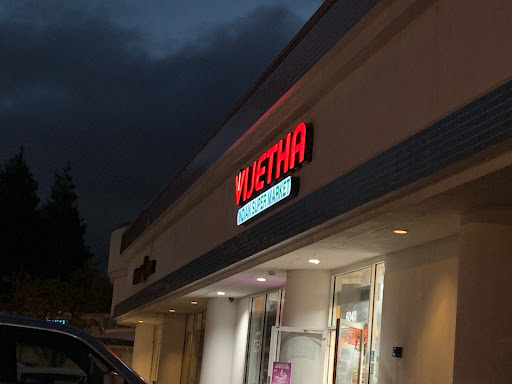 VIJETHA
INDIAN SUPER MARKET